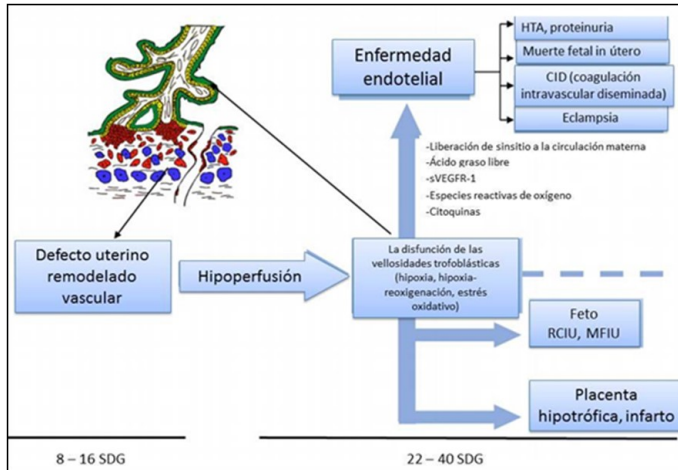 HTA, proteinuria
Muerte fetal in útero
CID (coagulación
intravascular diseminada)
Eclampsia
Enfermedad
endotelial
-Liberación de sinsitio a la circulación materna
-Ácido graso libre
-sVEGFR-1
-Especies reactivas de oxígeno
-Citoquinas
Defecto uterino
remodelado
vascular
Hipoperfusión
La disfunción de las
vellosidades trofoblásticas
(hipoxia, hipoxia-
reoxigenación, estrés
oxidativo)
Feto
RCIU, MFIU
Placenta
hipotrófica, infarto
8 – 16 SDG
22 – 40 SDG